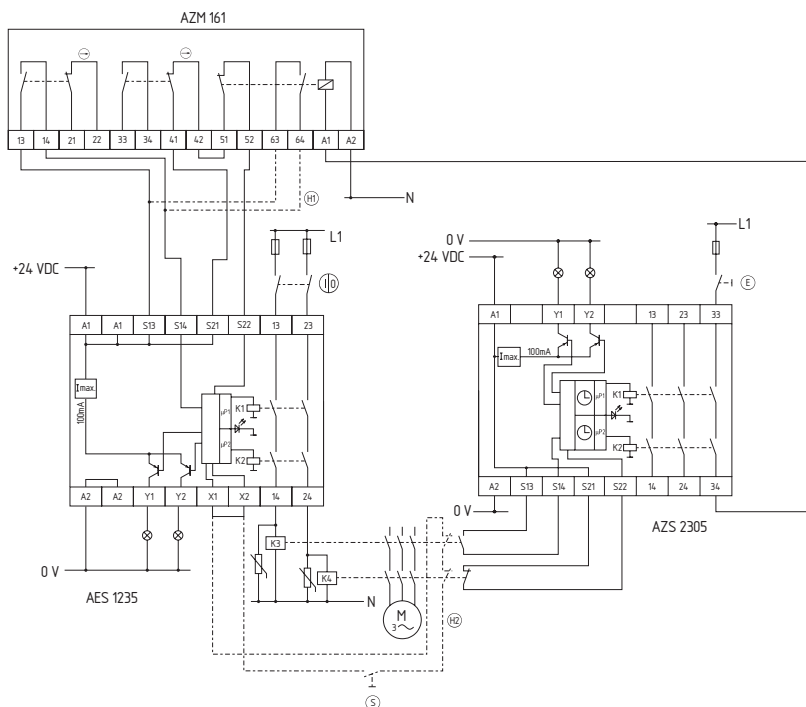 AZM 161
13 14 21 22 33 34 41 42 51 52 63 64 A1 A2
H1
N
L1
L1
0 V
+24 VDC
+24 VDC
I 0
E
A1 A1 S13 S14 S21 S22 13 23
A1 Y1 Y2 13 23 33
Imax.
100mA
Imax.
100mA
µP1
K1
µP2
K2
µP1
K1
µP2
K2
A2 A2 Y1 Y2 X1 X2 14 24
A2 S13 S14 S21 S22 14 24 34
0 V
AZS 2305
K3
K4
0 V
N
AES 1235
M
3
H2
S